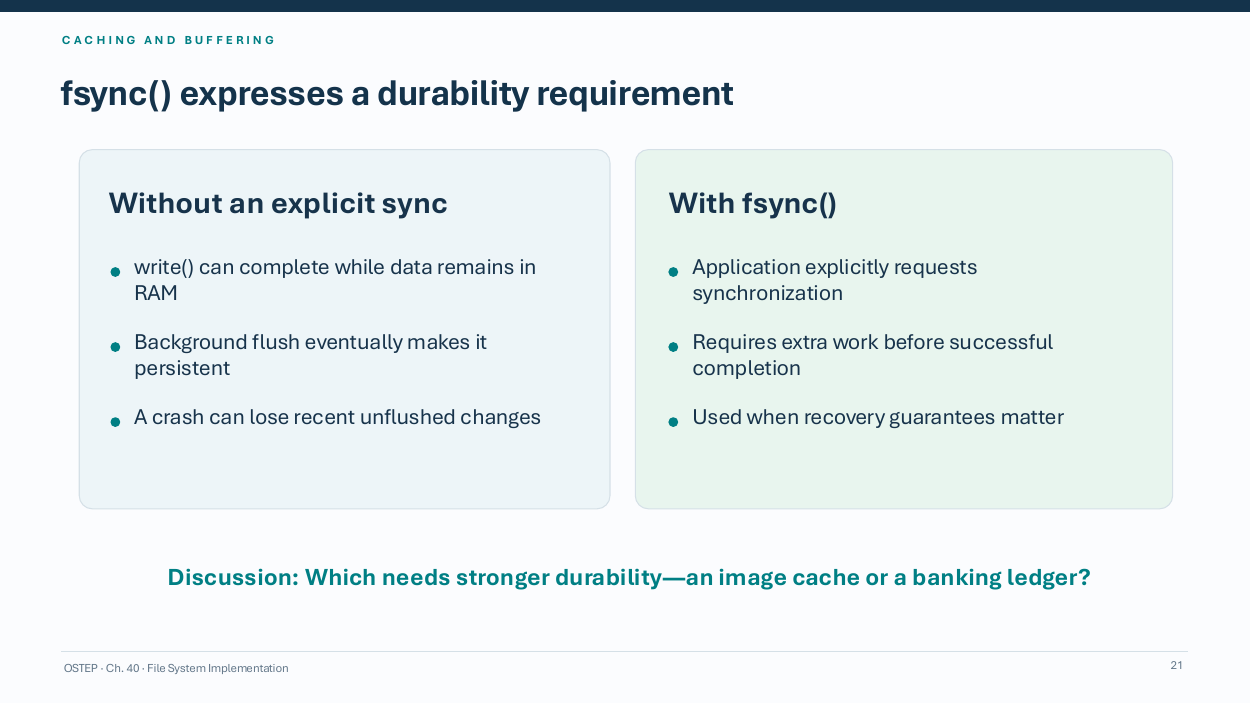 CACHING AND BUFFERING
fsync() expresses a durability requirement
Without an explicit sync
write() can complete while data remains in
RAM
Background flush eventually makes it
persistent
A crash can lose recent unflushed changes
With fsync()
Application explicitly requests
synchronization
Requires extra work before successful
completion
Used when recovery guarantees matter
Discussion: Which needs stronger durability—an image cache or a banking ledger?
OSTEP · Ch. 40 · File System Implementation
21